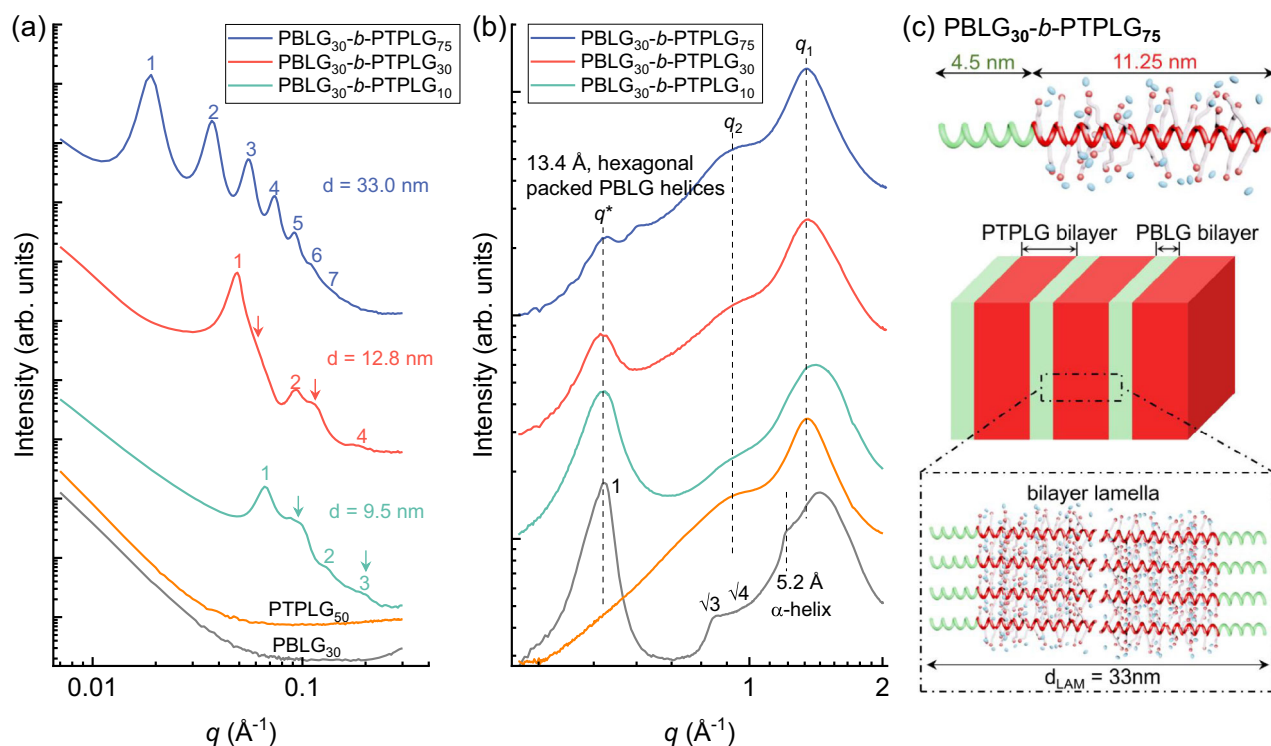 (a)
PBLG30-b-PTPLG75
PBLG30-b-PTPLG30
PBLG30-b-PTPLG10
1
2
3
4
5
6
7
d = 33.0 nm
1
2
4
d = 12.8 nm
1
2
3
d = 9.5 nm
PTPLG50
PBLG30
Intensity (arb. units)
0.01
0.1
q (Å-1)
(b)
PBLG30-b-PTPLG75
PBLG30-b-PTPLG30
PBLG30-b-PTPLG10
q1
q2
13.4 Å, hexagonal
packed PBLG helices
q*
1
√3
√4
5.2 Å
α-helix
Intensity (arb. units)
1
2
q (Å-1)
(c) PBLG30-b-PTPLG75
4.5 nm
11.25 nm
PTPLG bilayer
PBLG bilayer
bilayer lamella
dLAM = 33nm